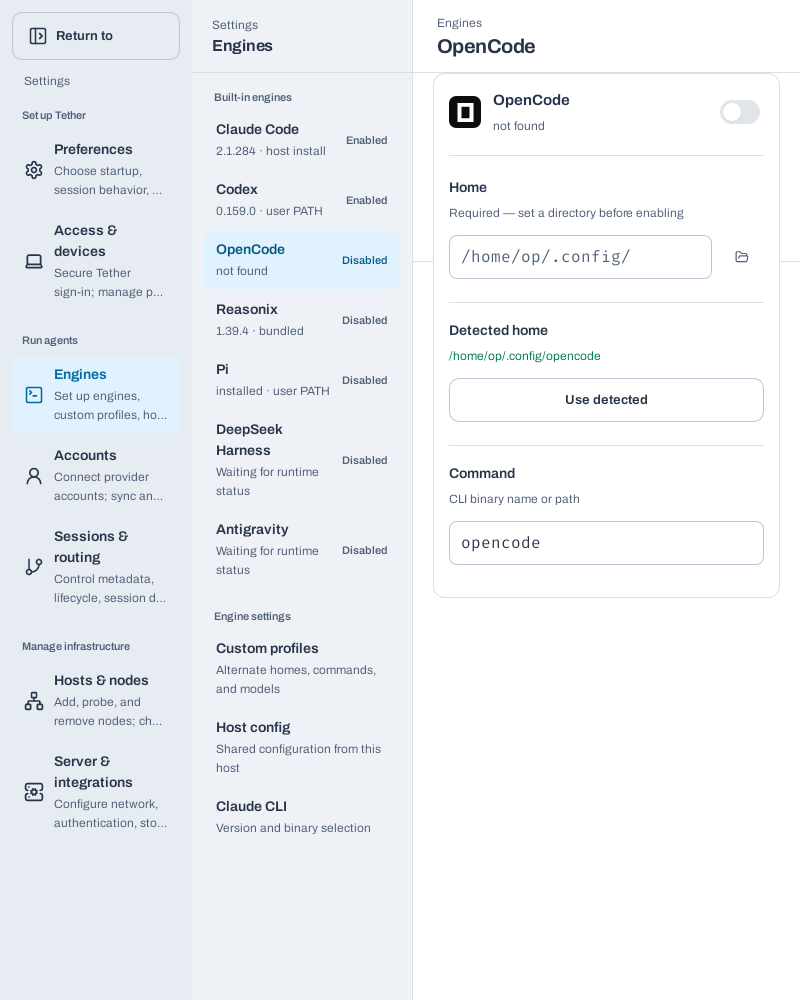 Return to
Settings
Set up Tether
Preferences
Choose startup,
session behavior, ...
Access &
devices
Secure Tether
sign-in; manage p...
Run agents
Engines
Set up engines,
custom profiles, ho...
Accounts
Connect provider
accounts; sync an...
Sessions &
routing
Control metadata,
lifecycle, session d...
Manage infrastructure
Hosts & nodes
Add, probe, and
remove nodes; ch...
Server &
integrations
Configure network,
authentication, sto...
Settings
Engines
Built-in engines
Claude Code
2.1.284 · host install
Enabled
Codex
0.159.0 · user PATH
Enabled
OpenCode
not found
Disabled
Reasonix
1.39.4 · bundled
Disabled
Pi
installed · user PATH
Disabled
DeepSeek
Harness
Waiting for runtime
status
Disabled
Antigravity
Waiting for runtime
status
Disabled
Engine settings
Custom profiles
Alternate homes, commands,
and models
Host config
Shared configuration from this
host
Claude CLI
Version and binary selection
Engines
OpenCode
OpenCode
not found
Home
Required — set a directory before enabling
/home/op/.config/
Detected home
/home/op/.config/opencode
Use detected
Command
CLI binary name or path
opencode